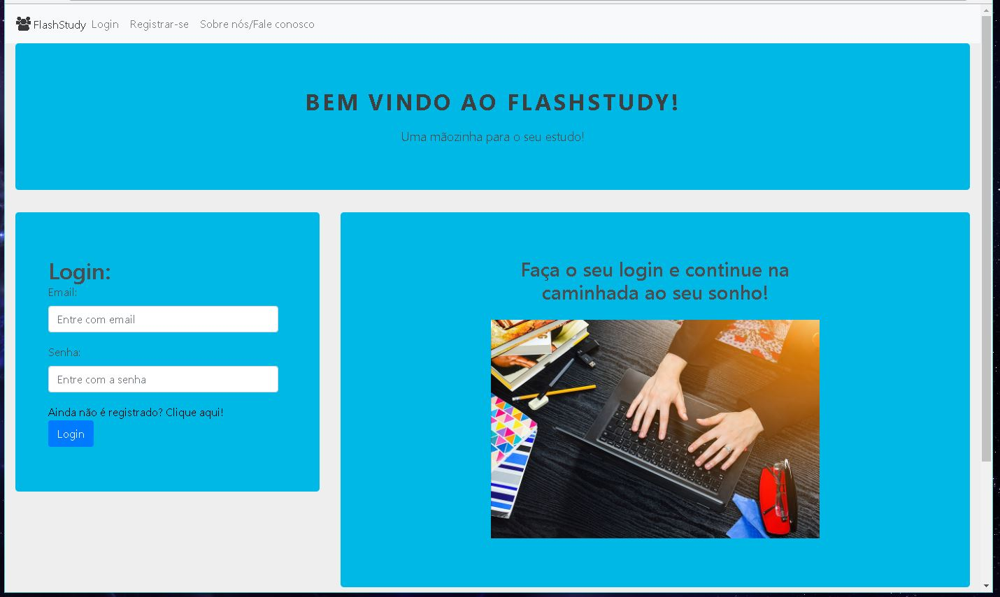 FlashStudy Login Registrar-se Sobre nós/Fale conosco
BEM VINDO AO FLASHSTUDY!
Uma mãozinha para o seu estudo!
Login:
Email:
Entre com email
Senha:
Entre com a senha
Ainda não é registrado? Clique aqui!
Login
Faça o seu login e continue na
caminhada ao seu sonho!